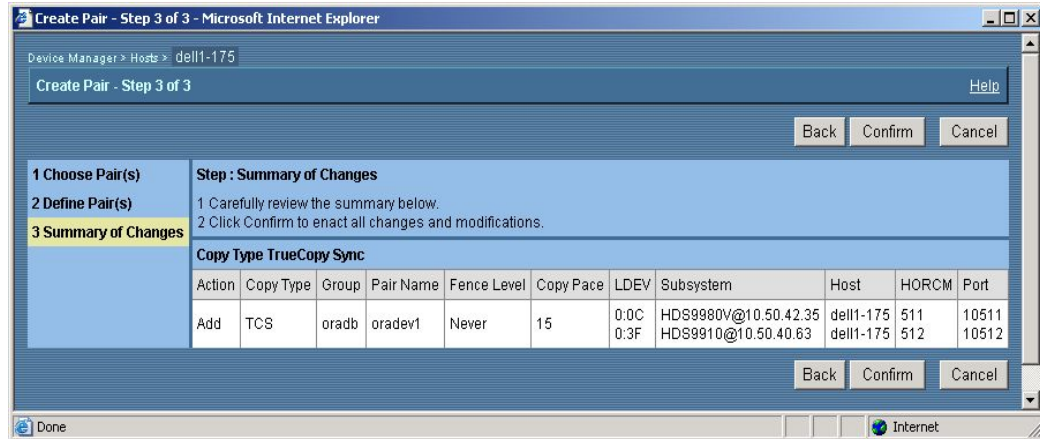 Create Pair - Step 3 of 3 - Microsoft Internet Explorer
Device Manager > Hosts > dell1-175
Create Pair - Step 3 of 3 Help
Back Confirm Cancel
1 Choose Pair(s)
2 Define Pair(s)
3 Summary of Changes
Step : Summary of Changes
1 Carefully review the summary below.
2 Click Confirm to enact all changes and modifications.
Copy Type TrueCopy Sync
Action Copy Type Group Pair Name Fence Level Copy Pace LDEV Subsystem Host HORCM Port
Add TCS oradb oradev1 Never 15
0:0C HDS9980V@10.50.42.35 dell1-175 511 10511
0:3F HDS9910@10.50.40.63 dell1-175 512 10512
Back Confirm Cancel
Done Internet